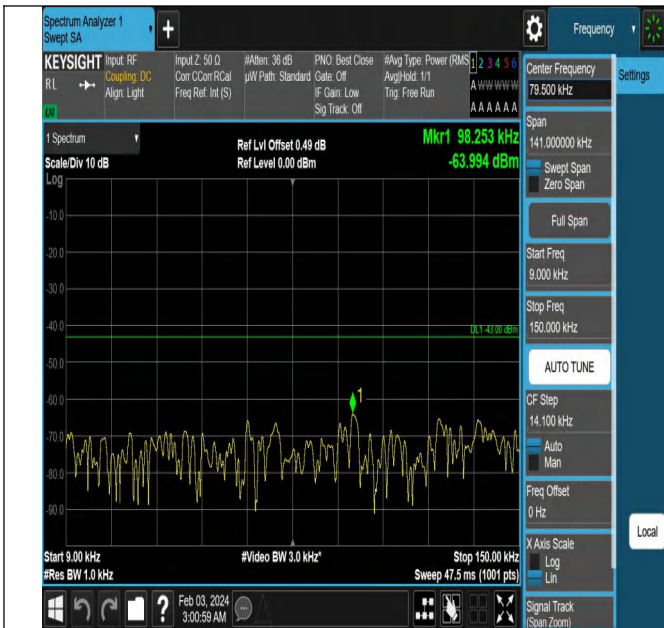 Spectrum Analyzer 1
Swept SA
Frequency
KEYSIGHT
RL
LXI
Input: RF
Coupling: DC
Align: Light
Input Z: 50 Ω
Corr CCorr RCal
Freq Ref: Int (S)
#Atten: 36 dB
µW Path: Standard
PNO: Best Close
Gate: Off
IF Gain: Low
Sig Track: Off
#Avg Type: Power (RMS
Avg|Hold: 1/1
Trig: Free Run
1 2 3 4 5 6
A W W W W W
A A A A A A
1 Spectrum
Scale/Div 10 dB
Ref Lvl Offset 0.49 dB
Ref Level 0.00 dBm
Mkr1 98.253 kHz
-63.994 dBm
Log
-10.0
-20.0
-30.0
-40.0
-50.0
-60.0
-70.0
-80.0
-90.0
DL1 -43.00 dBm
1
Start 9.00 kHz
#Res BW 1.0 kHz
#Video BW 3.0 kHz*
Stop 150.00 kHz
Sweep 47.5 ms (1001 pts)
Feb 03, 2024
3:00:59 AM
Center Frequency
79.500 kHz
Settings
Span
141.000000 kHz
Swept Span
Zero Span
Full Span
Start Freq
9.000 kHz
Stop Freq
150.000 kHz
AUTO TUNE
CF Step
14.100 kHz
Auto
Man
Freq Offset
0 Hz
Local
X Axis Scale
Log
Lin
Signal Track
(Span Zoom)